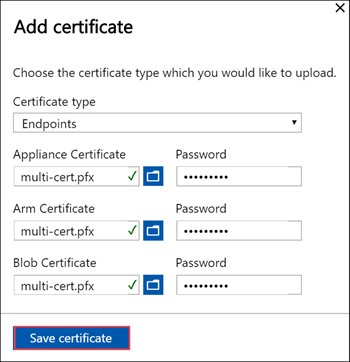 Add certificate
Choose the certificate type which you would like to upload.
Certificate type
Endpoints
Appliance Certificate Password
multi-cert.pfx •••••••••
Arm Certificate Password
multi-cert.pfx •••••••••
Blob Certificate Password
multi-cert.pfx •••••••••
Save certificate